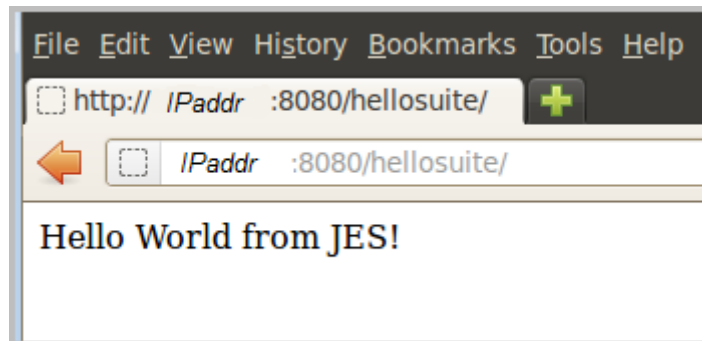 File Edit View History Bookmarks Tools Help
http:// IPaddr :8080/hellosuite/
IPaddr :8080/hellosuite/
Hello World from JES!